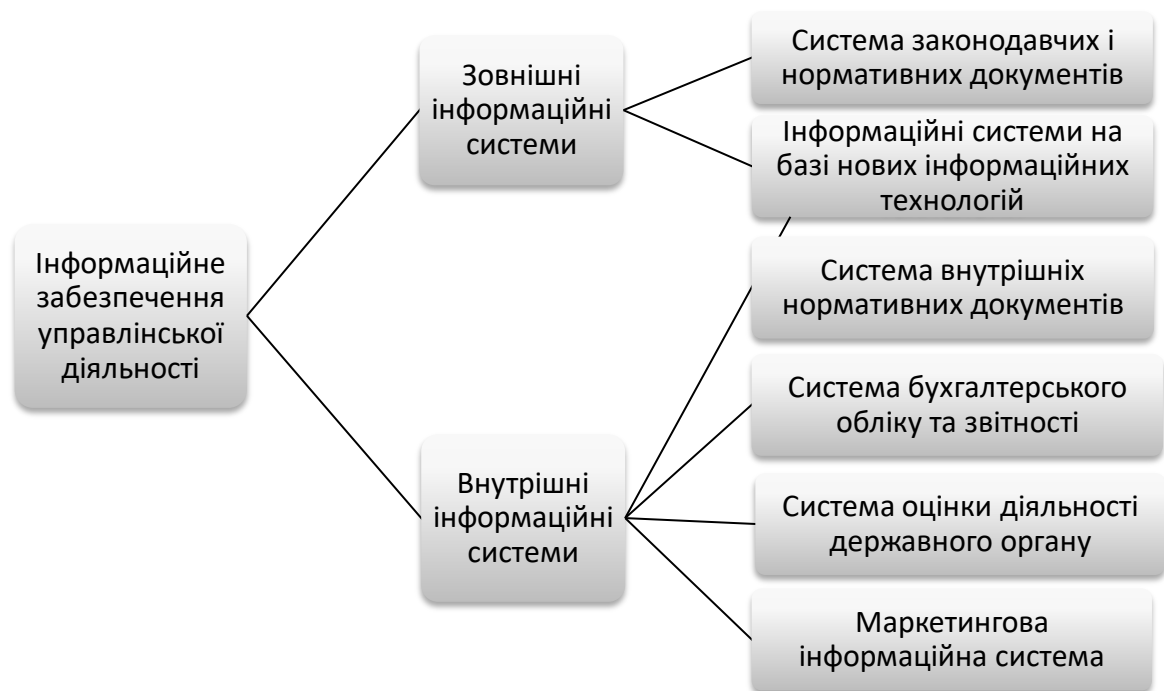 Інформаційне
забезпечення
управлінської
діяльності
Зовнішні
інформаційні
системи
Внутрішні
інформаційні
системи
Система законодавчих і
нормативних документів
Інформаційні системи на
базі нових інформаційних
технологій
Система внутрішніх
нормативних документів
Система бухгалтерського
обліку та звітності
Система оцінки діяльності
державного органу
Маркетингова
інформаційна система